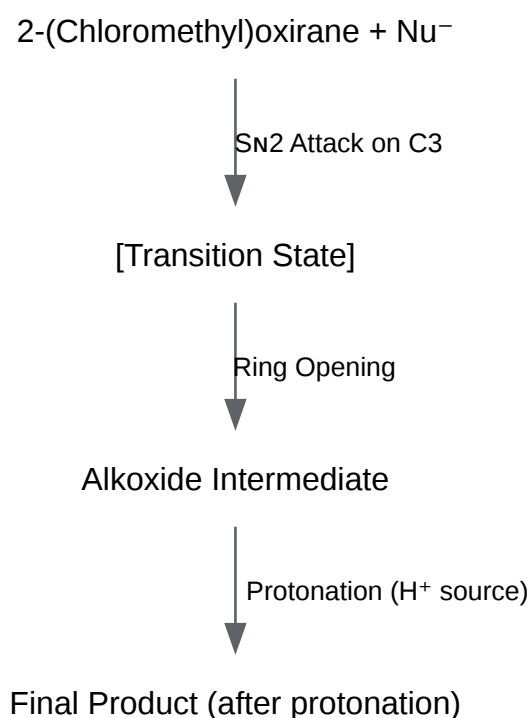 2-(Chloromethyl)oxirane + Nu⁻
Sɴ2 Attack on C3
[Transition State]
Ring Opening
Alkoxide Intermediate
Protonation (H⁺ source)
Final Product (after protonation)